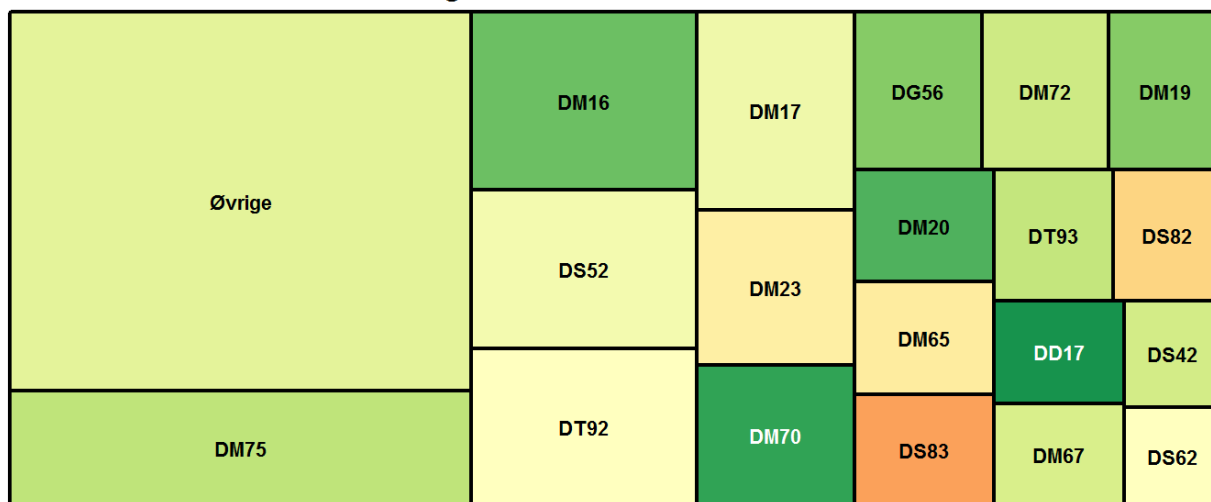 Øvrige
DM75
DM16
DS52
DT92
DM17
DM23
DM70
DG56
DM72
DM19
DM20
DM65
DS83
DT93
DS82
DD17
DS42
DM67
DS62